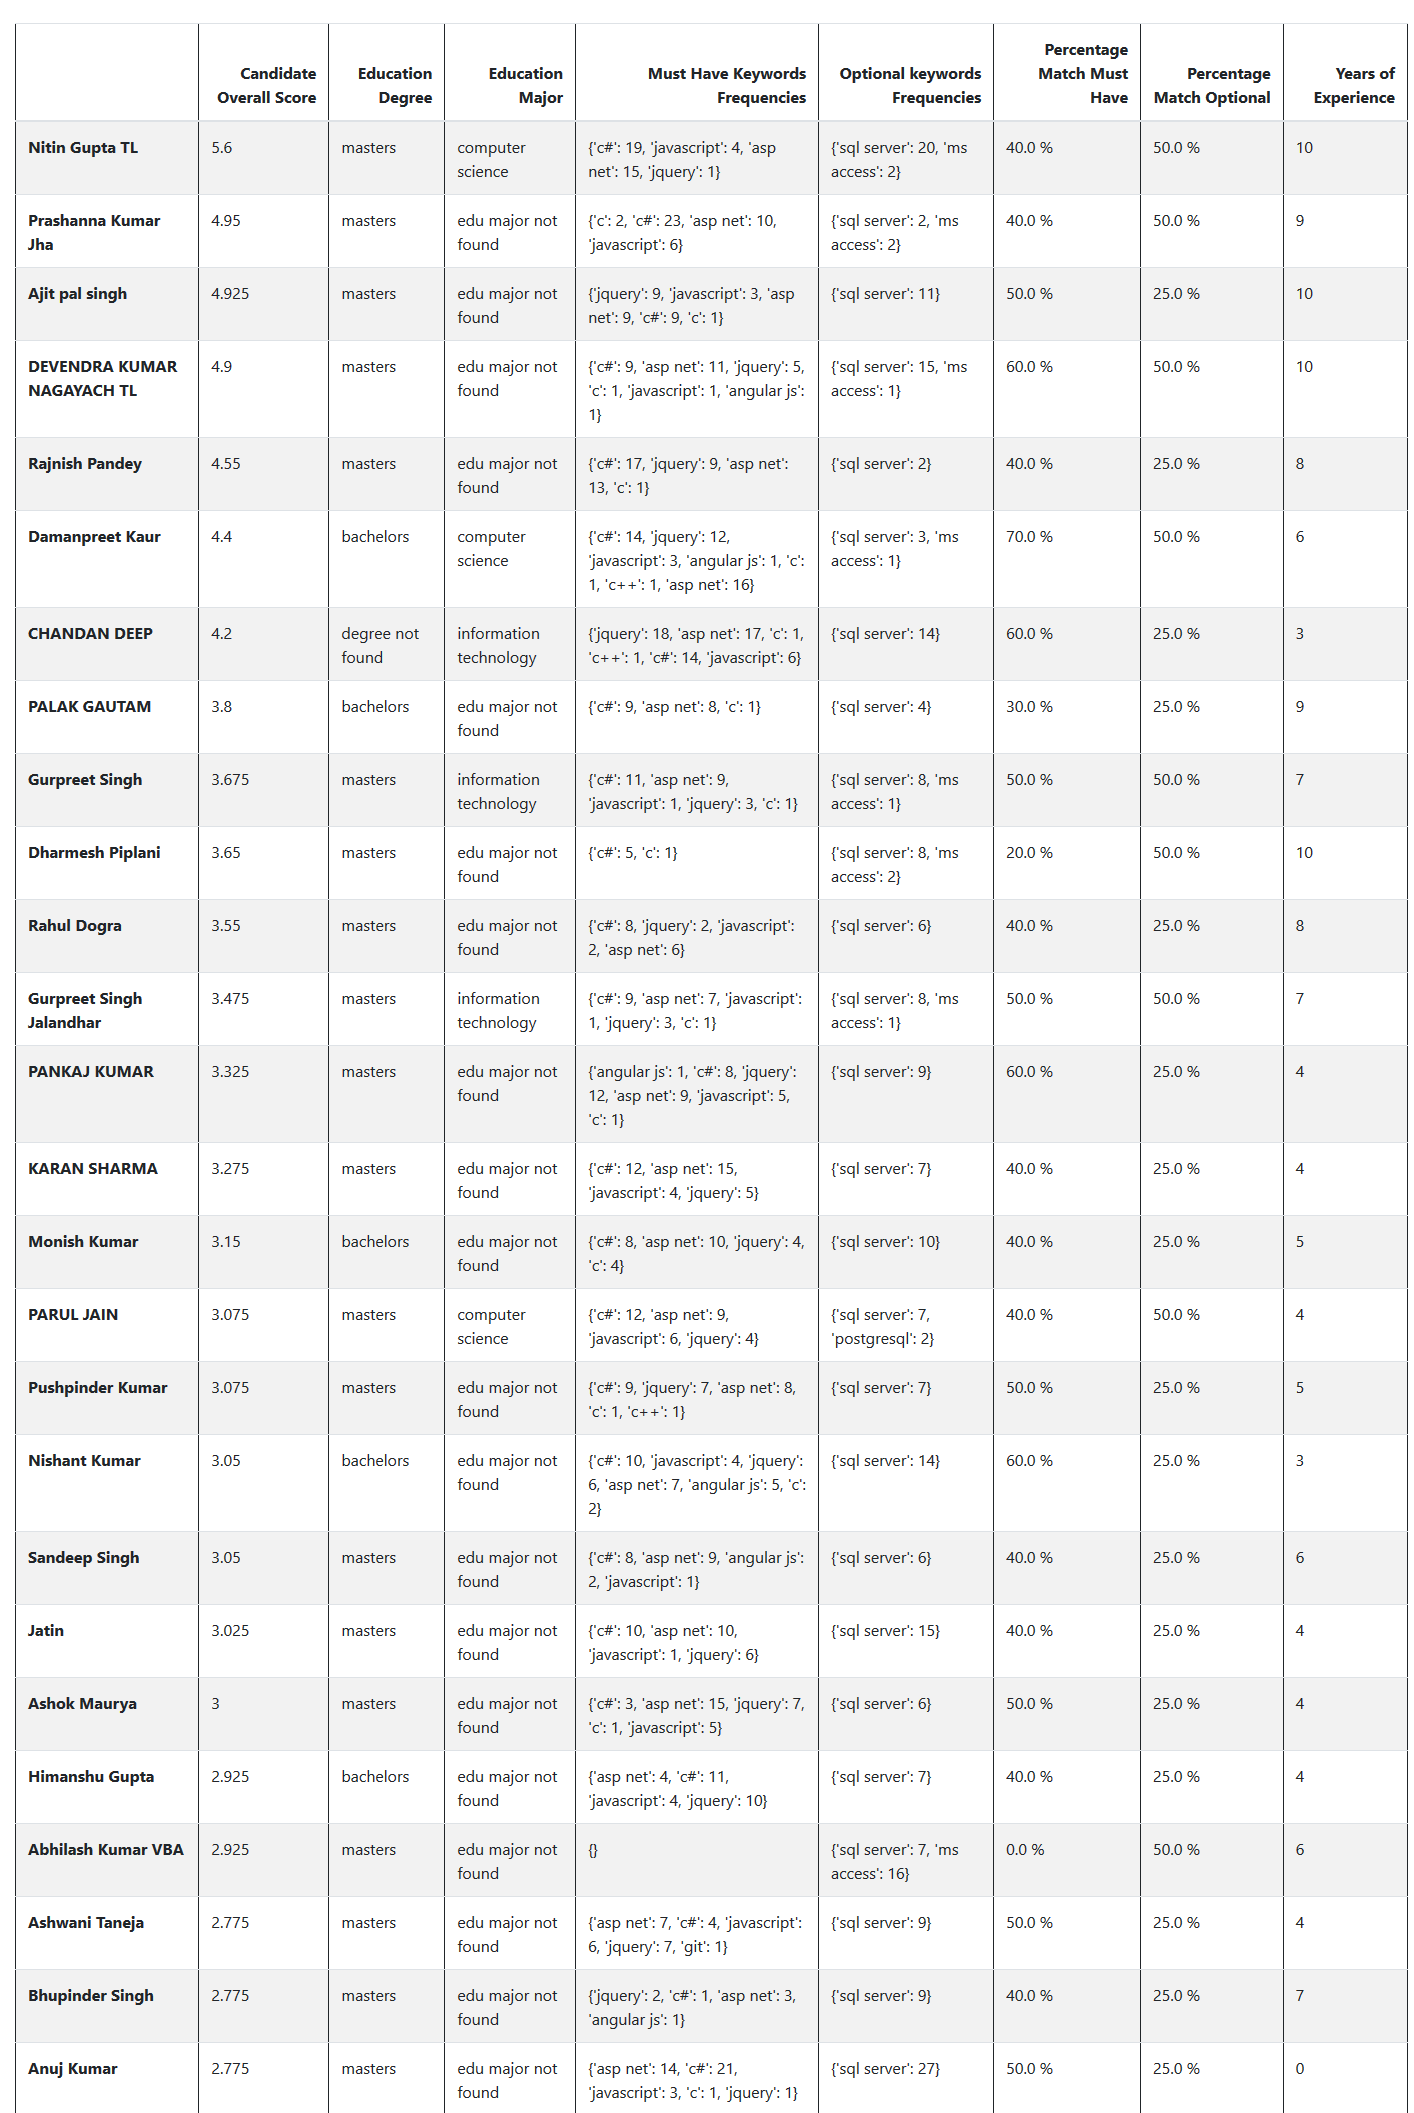 Candidate Overall Score | Education Degree | Education Major | Must Have Keywords Frequencies | Optional keywords Frequencies | Percentage Match Must Have | Percentage Match Optional | Years of Experience
Nitin Gupta TL | 5.6 | masters | computer science | {'c#': 19, 'javascript': 4, 'asp net': 15, 'jquery': 1} | {'sql server': 20, 'ms access': 2} | 40.0 % | 50.0 % | 10
Prashanna Kumar Jha | 4.95 | masters | edu major not found | {'c': 2, 'c#': 23, 'asp net': 10, 'javascript': 6} | {'sql server': 2, 'ms access': 2} | 40.0 % | 50.0 % | 9
Ajit pal singh | 4.925 | masters | edu major not found | {'jquery': 9, 'javascript': 3, 'asp net': 9, 'c#': 9, 'c': 1} | {'sql server': 11} | 50.0 % | 25.0 % | 10
DEVENDRA KUMAR NAGAYACH TL | 4.9 | masters | edu major not found | {'c#': 9, 'asp net': 11, 'jquery': 5, 'c': 1, 'javascript': 1, 'angular js': 1} | {'sql server': 15, 'ms access': 1} | 60.0 % | 50.0 % | 10
Rajnish Pandey | 4.55 | masters | edu major not found | {'c#': 17, 'jquery': 9, 'asp net': 13, 'c': 1} | {'sql server': 2} | 40.0 % | 25.0 % | 8
Damanpreet Kaur | 4.4 | bachelors | computer science | {'c#': 14, 'jquery': 12, 'javascript': 3, 'angular js': 1, 'c': 1, 'c++': 1, 'asp net': 16} | {'sql server': 3, 'ms access': 1} | 70.0 % | 50.0 % | 6
CHANDAN DEEP | 4.2 | degree not found | information technology | {'jquery': 18, 'asp net': 17, 'c': 1, 'c++': 1, 'c#': 14, 'javascript': 6} | {'sql server': 14} | 60.0 % | 25.0 % | 3
PALAK GAUTAM | 3.8 | bachelors | edu major not found | {'c#': 9, 'asp net': 8, 'c': 1} | {'sql server': 4} | 30.0 % | 25.0 % | 9
Gurpreet Singh | 3.675 | masters | information technology | {'c#': 11, 'asp net': 9, 'javascript': 1, 'jquery': 3, 'c': 1} | {'sql server': 8, 'ms access': 1} | 50.0 % | 50.0 % | 7
Dharmesh Piplani | 3.65 | masters | edu major not found | {'c#': 5, 'c': 1} | {'sql server': 8, 'ms access': 2} | 20.0 % | 50.0 % | 10
Rahul Dogra | 3.55 | masters | edu major not found | {'c#': 8, 'jquery': 2, 'javascript': 2, 'asp net': 6} | {'sql server': 6} | 40.0 % | 25.0 % | 8
Gurpreet Singh Jalandhar | 3.475 | masters | information technology | {'c#': 9, 'asp net': 7, 'javascript': 1, 'jquery': 3, 'c': 1} | {'sql server': 8, 'ms access': 1} | 50.0 % | 50.0 % | 7
PANKAJ KUMAR | 3.325 | masters | edu major not found | {'angular js': 1, 'c#': 8, 'jquery': 12, 'asp net': 9, 'javascript': 5, 'c': 1} | {'sql server': 9} | 60.0 % | 25.0 % | 4
KARAN SHARMA | 3.275 | masters | edu major not found | {'c#': 12, 'asp net': 15, 'javascript': 4, 'jquery': 5} | {'sql server': 7} | 40.0 % | 25.0 % | 4
Monish Kumar | 3.15 | bachelors | edu major not found | {'c#': 8, 'asp net': 10, 'jquery': 4, 'c': 4} | {'sql server': 10} | 40.0 % | 25.0 % | 5
PARUL JAIN | 3.075 | masters | computer science | {'c#': 12, 'asp net': 9, 'javascript': 6, 'jquery': 4} | {'sql server': 7, 'postgresql': 2} | 40.0 % | 50.0 % | 4
Pushpinder Kumar | 3.075 | masters | edu major not found | {'c#': 9, 'jquery': 7, 'asp net': 8, 'c': 1, 'c++': 1} | {'sql server': 7} | 50.0 % | 25.0 % | 5
Nishant Kumar | 3.05 | bachelors | edu major not found | {'c#': 10, 'javascript': 4, 'jquery': 6, 'asp net': 7, 'angular js': 5, 'c': 2} | {'sql server': 14} | 60.0 % | 25.0 % | 3
Sandeep Singh | 3.05 | masters | edu major not found | {'c#': 8, 'asp net': 9, 'angular js': 2, 'javascript': 1} | {'sql server': 6} | 40.0 % | 25.0 % | 6
Jatin | 3.025 | masters | edu major not found | {'c#': 10, 'asp net': 10, 'javascript': 1, 'jquery': 6} | {'sql server': 15} | 40.0 % | 25.0 % | 4
Ashok Maurya | 3 | masters | edu major not found | {'c#': 3, 'asp net': 15, 'jquery': 7, 'c': 1, 'javascript': 5} | {'sql server': 6} | 50.0 % | 25.0 % | 4
Himanshu Gupta | 2.925 | bachelors | edu major not found | {'asp net': 4, 'c#': 11, 'javascript': 4, 'jquery': 10} | {'sql server': 7} | 40.0 % | 25.0 % | 4
Abhilash Kumar VBA | 2.925 | masters | edu major not found | {} | {'sql server': 7, 'ms access': 16} | 0.0 % | 50.0 % | 6
Ashwani Taneja | 2.775 | masters | edu major not found | {'asp net': 7, 'c#': 4, 'javascript': 6, 'jquery': 7, 'git': 1} | {'sql server': 9} | 50.0 % | 25.0 % | 4
Bhupinder Singh | 2.775 | masters | edu major not found | {'jquery': 2, 'c#': 1, 'asp net': 3, 'angular js': 1} | {'sql server': 9} | 40.0 % | 25.0 % | 7
Anuj Kumar | 2.775 | masters | edu major not found | {'asp net': 14, 'c#': 21, 'javascript': 3, 'c': 1, 'jquery': 1} | {'sql server': 27} | 50.0 % | 25.0 % | 0